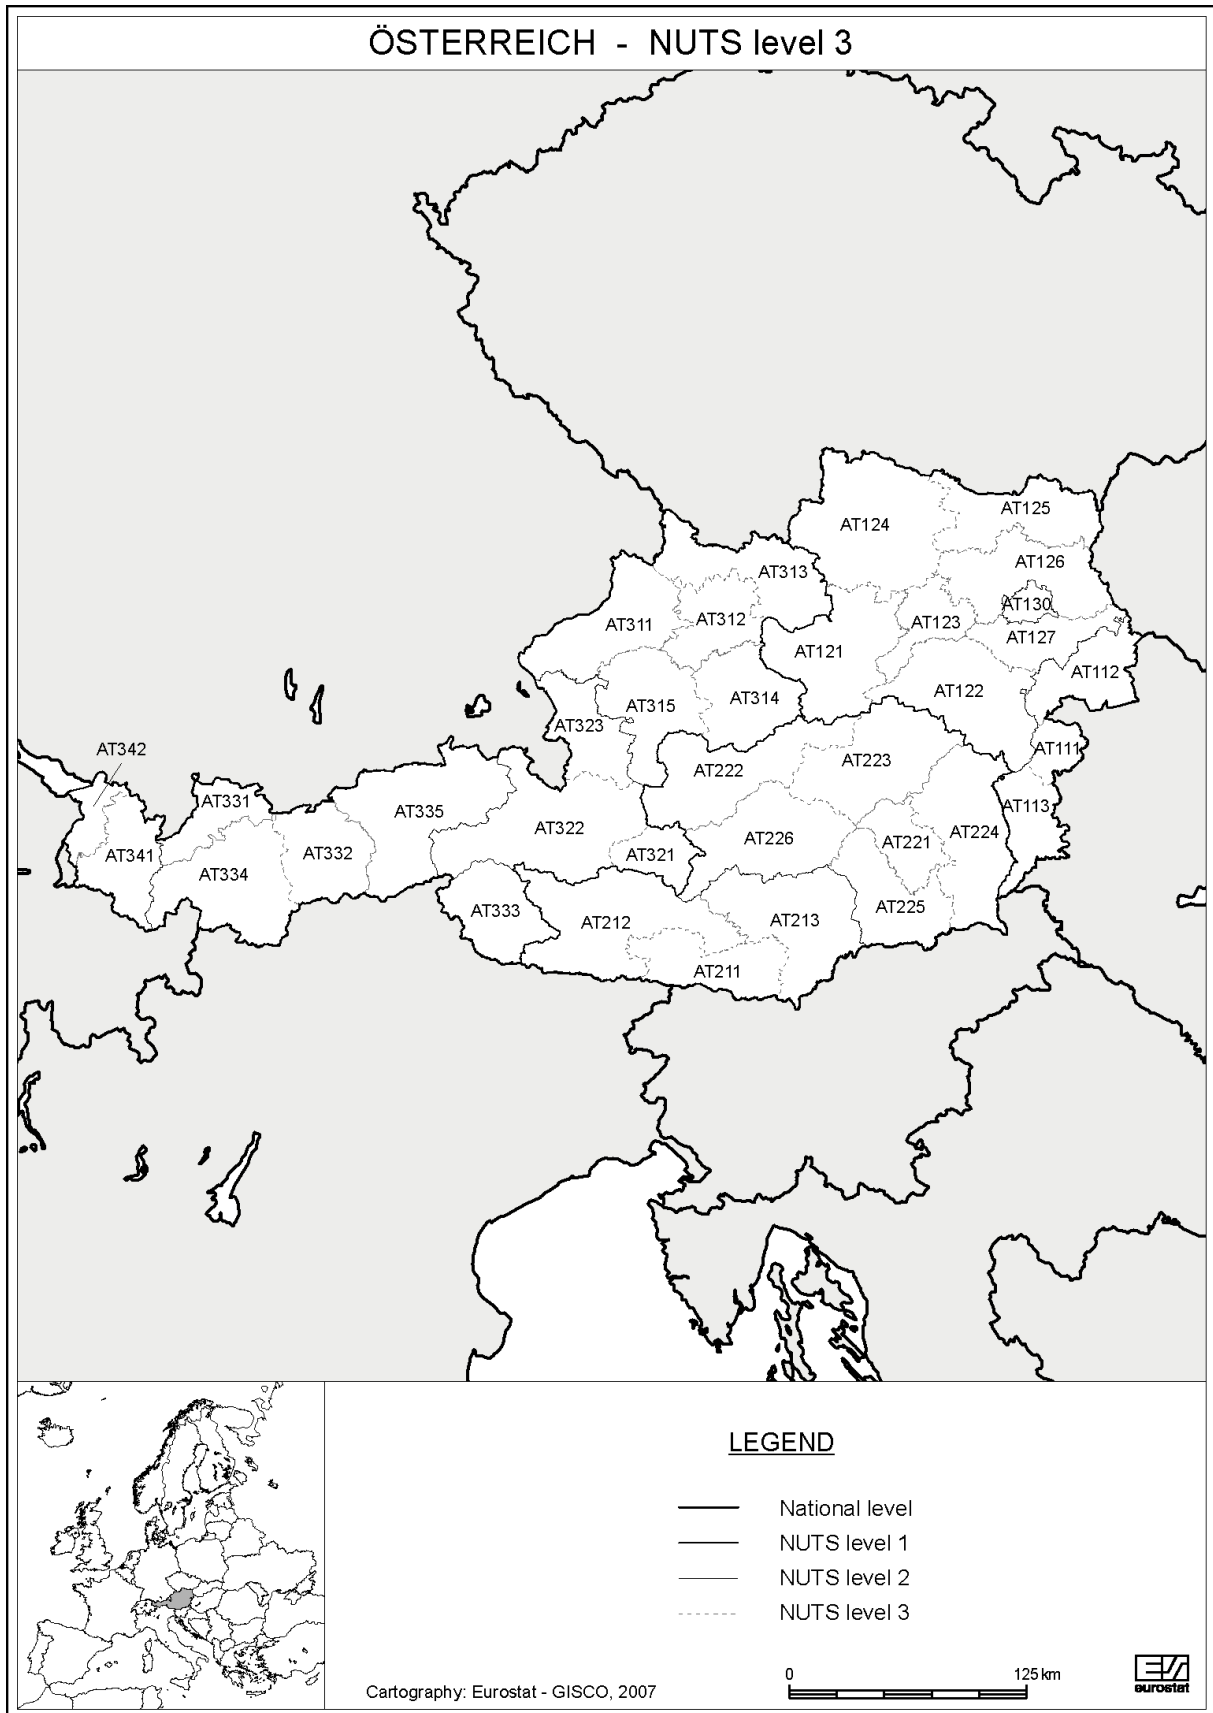 ÖSTERREICH - NUTS level 3
AT124
AT125
AT126
AT313
AT130
AT311
AT312
AT123
AT127
AT121
AT112
AT122
AT314
AT315
AT323
AT342
AT111
AT223
AT222
AT331
AT113
AT335
AT322
AT226
AT221
AT224
AT341
AT332
AT321
AT334
AT333
AT225
AT212
AT213
AT211
LEGEND
National level
NUTS level 1
NUTS level 2
NUTS level 3
0 125 km
Cartography: Eurostat - GISCO, 2007
eurostat